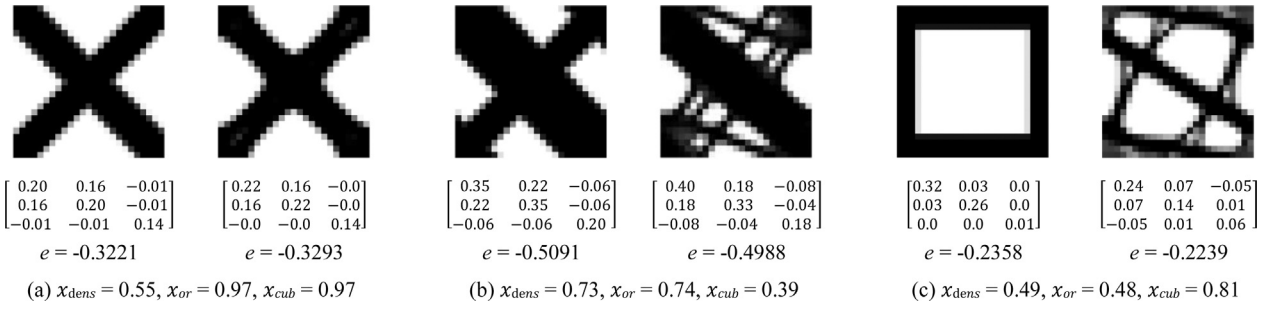 [0.20 0.16 −0.01] [0.22 0.16 −0.0] [0.35 0.22 −0.06] [0.40 0.18 −0.08] [0.32 0.03 0.0] [0.24 0.07 −0.05]
[0.16 0.20 −0.01] [0.16 0.22 −0.0] [0.22 0.35 −0.06] [0.18 0.33 −0.04] [0.03 0.26 0.0] [0.07 0.14 0.01]
[−0.01 −0.01 0.14] [−0.0 −0.0 0.14] [−0.06 −0.06 0.20] [−0.08 −0.04 0.18] [0.0 0.0 0.01] [−0.05 0.01 0.06]
e = -0.3221 e = -0.3293 e = -0.5091 e = -0.4988 e = -0.2358 e = -0.2239
(a) x_dens = 0.55, x_or = 0.97, x_cub = 0.97 (b) x_dens = 0.73, x_or = 0.74, x_cub = 0.39 (c) x_dens = 0.49, x_or = 0.48, x_cub = 0.81